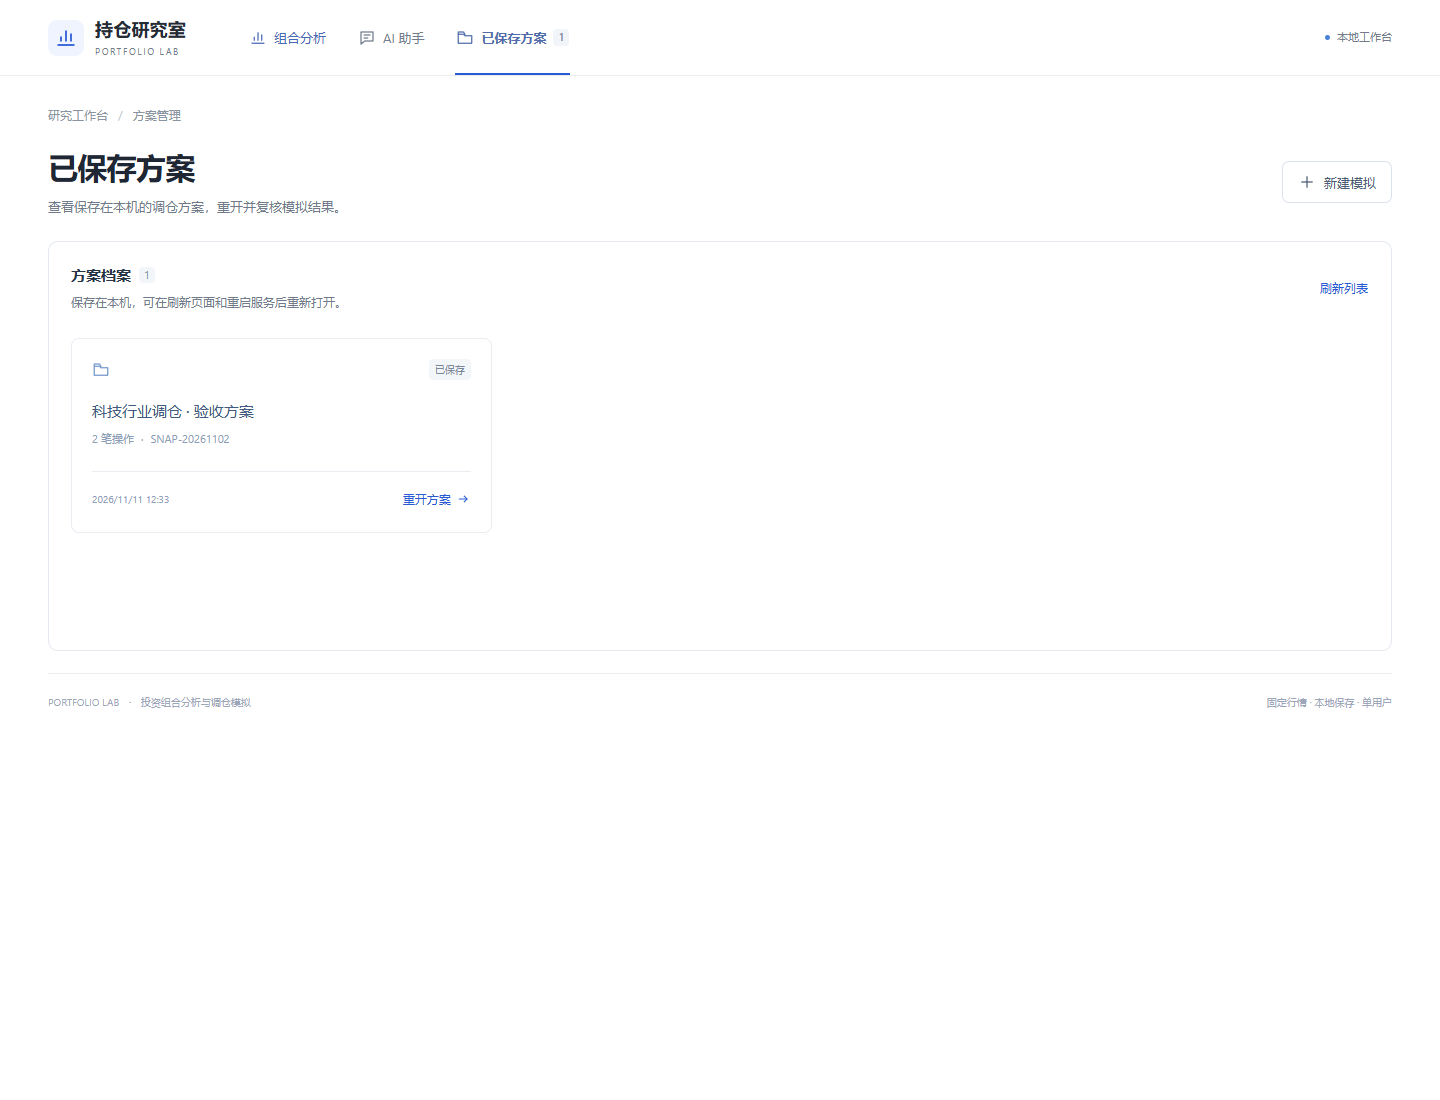 持仓研究室
PORTFOLIO LAB
组合分析
AI 助手
已保存方案 1
本地工作台
研究工作台 / 方案管理
已保存方案
查看保存在本机的调仓方案，重开并复核模拟结果。
新建模拟
方案档案 1
保存在本机，可在刷新页面和重启服务后重新打开。
刷新列表
已保存
科技行业调仓 · 验收方案
2 笔操作 · SNAP-20261102
2026/11/11 12:33
重开方案 →
PORTFOLIO LAB · 投资组合分析与调仓模拟
固定行情 · 本地保存 · 单用户